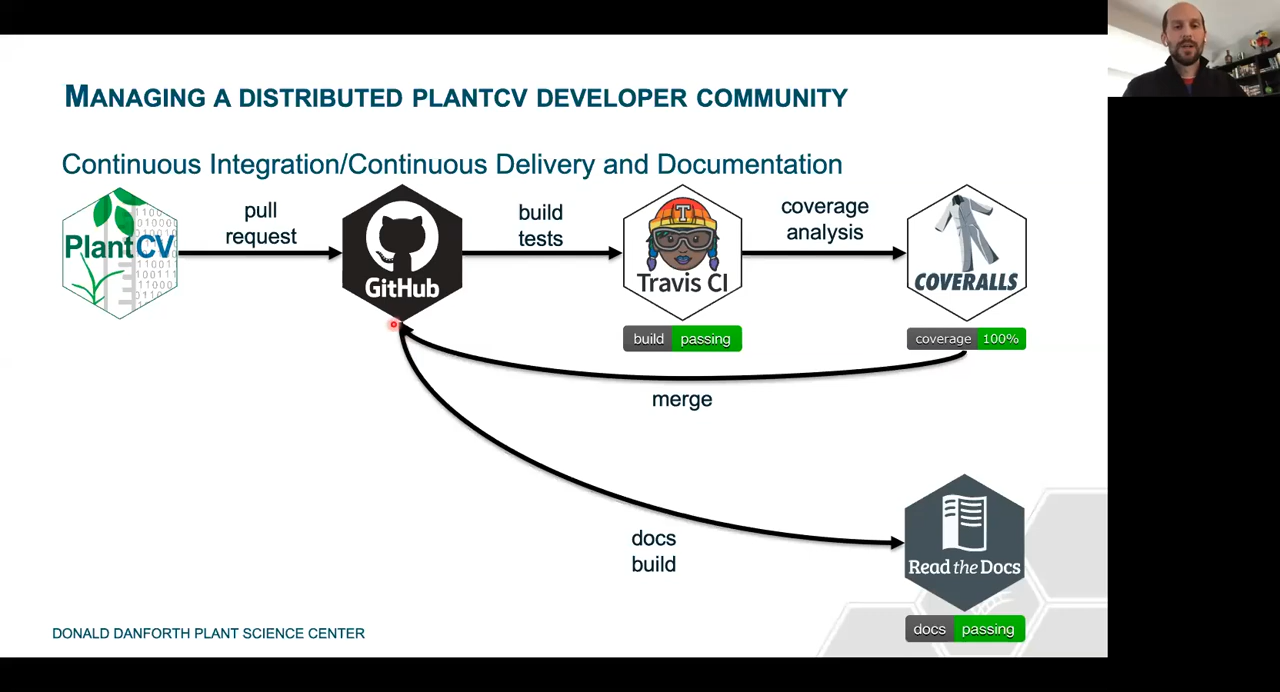 MANAGING A DISTRIBUTED PLANTCV DEVELOPER COMMUNITY
Continuous Integration/Continuous Delivery and Documentation
PlantCV
pull
request
GitHub
build
tests
T
Travis CI
coverage
analysis
COVERALLS
build passing
coverage 100%
merge
docs
build
Read the Docs
docs passing
DONALD DANFORTH PLANT SCIENCE CENTER